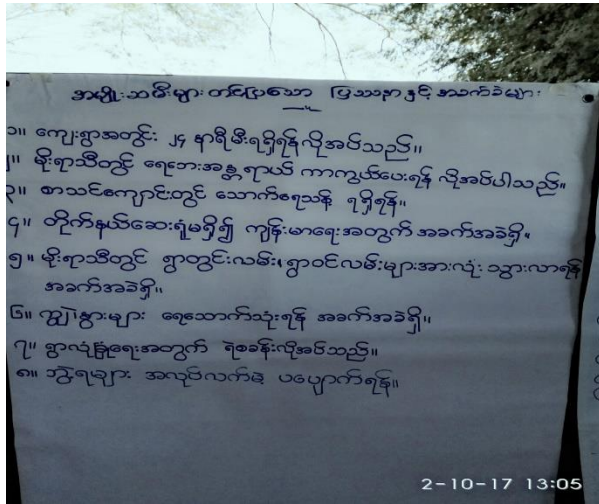 အမျိုးသမီးများ တင်ပြသော ပြဿနာနှင့် အခက်ခဲများ
၁။ ကျေးရွာအတွင်း ၂၄ နာရီမီးရရှိရန်လိုအပ်သည်။
၂။ မိုးရာသီတွင် ရေဘေးအန္တရာယ် ကာကွယ်ပေးရန် လိုအပ်ပါသည်။
၃။ စာသင်ကျောင်းတွင် သောက်ရေသန့် ရရှိရန်။
၄။ တိုက်နယ်ဆေးရုံမရှိ၍ ကျန်းမာရေးအတွက် အခက်အခဲရှိ။
၅။ မိုးရာသီတွင် ရွာတွင်းလမ်း၊ ရွာဝင်လမ်းများအားလုံး သွားလာရန်
အခက်အခဲရှိ။
၆။ ကျွဲ၊နွားများ ရေသောက်သုံးရန် အခက်အခဲရှိ။
၇။ ရွာလုံခြုံရေးအတွက် ရဲစခန်းလိုအပ်သည်။
၈။ ဘွဲ့ရများ အလုပ်လက်မဲ့ ပပျောက်ရန်။
2-10-17 13:05